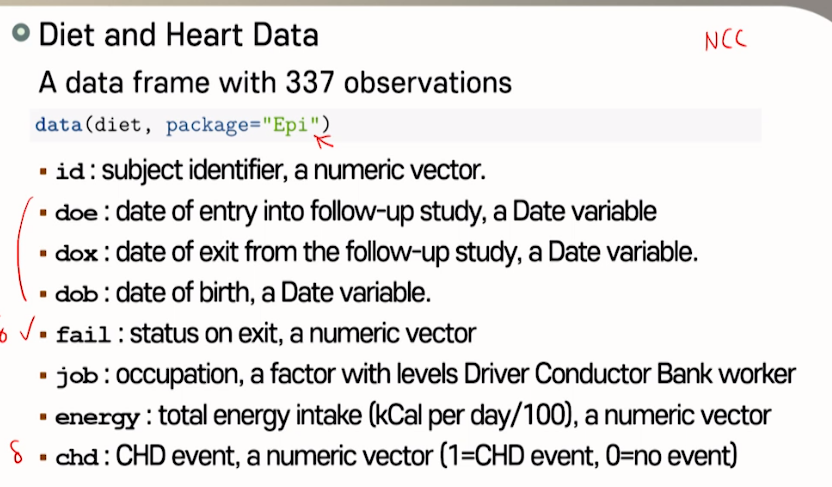 Diet and Heart Data
NCC
A data frame with 337 observations
data(diet, package="Epi")
▪ id : subject identifier, a numeric vector.
▪ doe : date of entry into follow-up study, a Date variable
▪ dox : date of exit from the follow-up study, a Date variable.
▪ dob : date of birth, a Date variable.
▪ fail : status on exit, a numeric vector
▪ job : occupation, a factor with levels Driver Conductor Bank worker
▪ energy : total energy intake (kCal per day/100), a numeric vector
δ ▪ chd : CHD event, a numeric vector (1=CHD event, 0=no event)